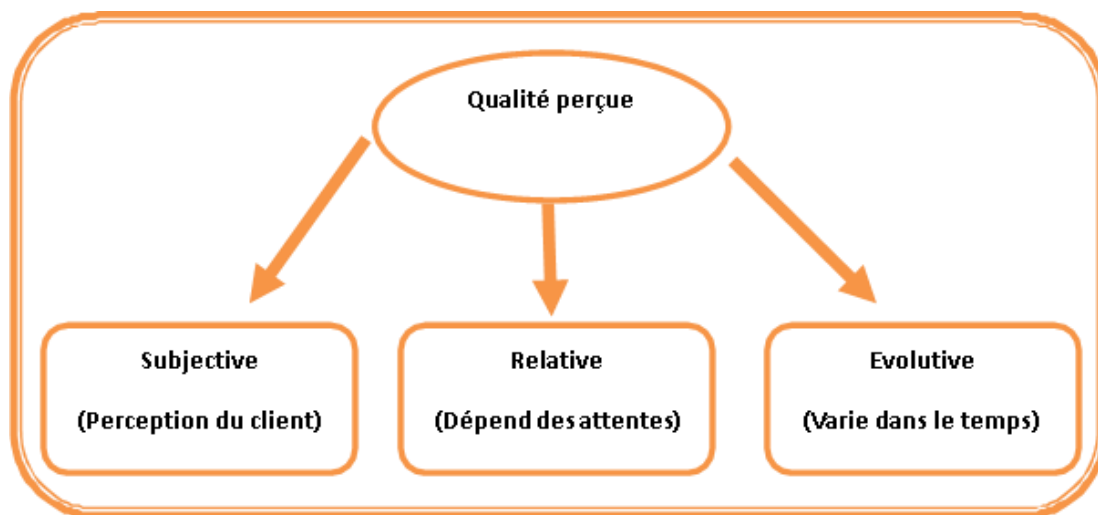 Qualité perçue
Subjective
(Perception du client)
Relative
(Dépend des attentes)
Evolutive
(Varie dans le temps)